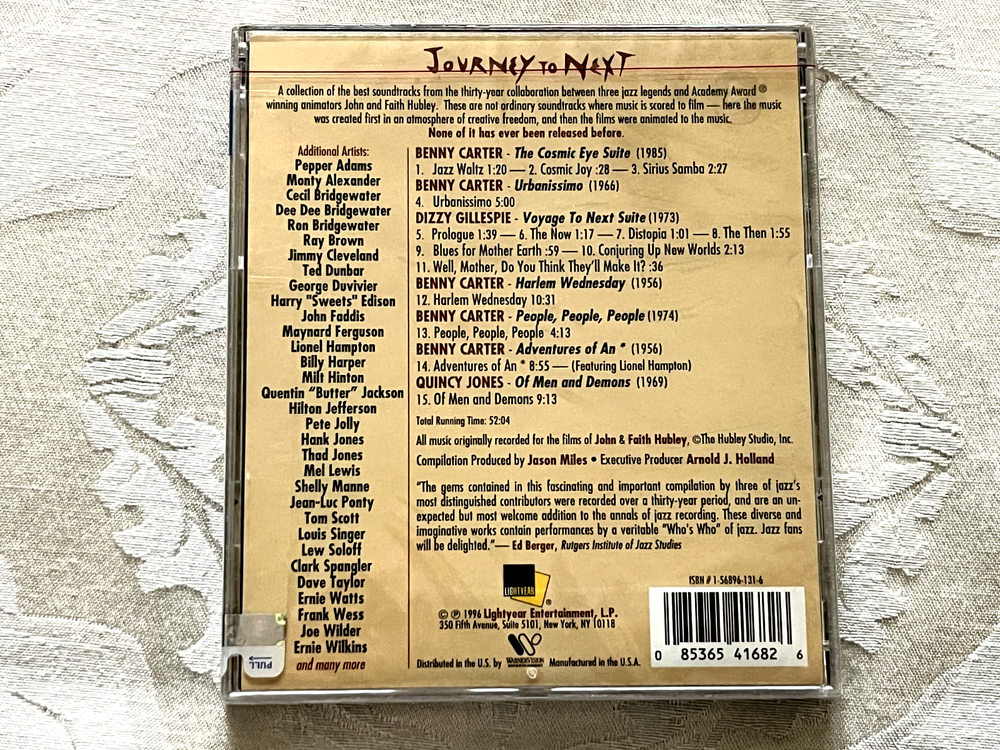 JOURNEY TO NEXT
A collection of the best soundtracks from the thirty-year collaboration between three jazz legends and Academy Award ®
winning animators John and Faith Hubley. These are not ordinary soundtracks where music is scored to film — here the music
was created first in an atmosphere of creative freedom, and then the films were animated to the music.
None of it has ever been released before.
Additional Artists:
Pepper Adams
Monty Alexander
Cecil Bridgewater
Dee Dee Bridgewater
Ron Bridgewater
Ray Brown
Jimmy Cleveland
Ted Dunbar
George Duvivier
Harry "Sweets" Edison
John Faddis
Maynard Ferguson
Lionel Hampton
Billy Harper
Milt Hinton
Quentin "Butter" Jackson
Hilton Jefferson
Pete Jolly
Hank Jones
Thad Jones
Mel Lewis
Shelly Manne
Jean-Luc Ponty
Tom Scott
Louis Singer
Lew Soloff
Clark Spangler
Dave Taylor
Ernie Watts
Frank Wess
Joe Wilder
Ernie Wilkins
and many more
BENNY CARTER - The Cosmic Eye Suite (1985)
1. Jazz Waltz 1:20 — 2. Cosmic Joy :28 — 3. Sirius Samba 2:27
BENNY CARTER - Urbanissimo (1966)
4. Urbanissimo 5:00
DIZZY GILLESPIE - Voyage To Next Suite (1973)
5. Prologue 1:39 — 6. The Now 1:17 — 7. Distopia 1:01 — 8. The Then 1:55
9. Blues for Mother Earth :59 — 10. Conjuring Up New Worlds 2:13
11. Well, Mother, Do You Think They'll Make It? :36
BENNY CARTER - Harlem Wednesday (1956)
12. Harlem Wednesday 10:31
BENNY CARTER - People, People, People (1974)
13. People, People, People 4:13
BENNY CARTER - Adventures of An * (1956)
14. Adventures of An * 8:55 — (Featuring Lionel Hampton)
QUINCY JONES - Of Men and Demons (1969)
15. Of Men and Demons 9:13
Total Running Time: 52:04
All music originally recorded for the films of John & Faith Hubley, ©The Hubley Studio, Inc.
Compilation Produced by Jason Miles • Executive Producer Arnold J. Holland
"The gems contained in this fascinating and important compilation by three of jazz's
most distinguished contributors were recorded over a thirty-year period, and are an un-
expected but most welcome addition to the annals of jazz recording. These diverse and
imaginative works contain performances by a veritable "Who's Who" of jazz. Jazz fans
will be delighted."— Ed Berger, Rutgers Institute of Jazz Studies
LIGHTYEAR ®
© ℗ 1996 Lightyear Entertainment, L.P.
350 Fifth Avenue, Suite 5101, New York, NY 10118
Distributed in the U.S. by WARNERVISION Manufactured in the U.S.A.
ISBN # 1-56896-131-6
0 85365 41682 6
PULL